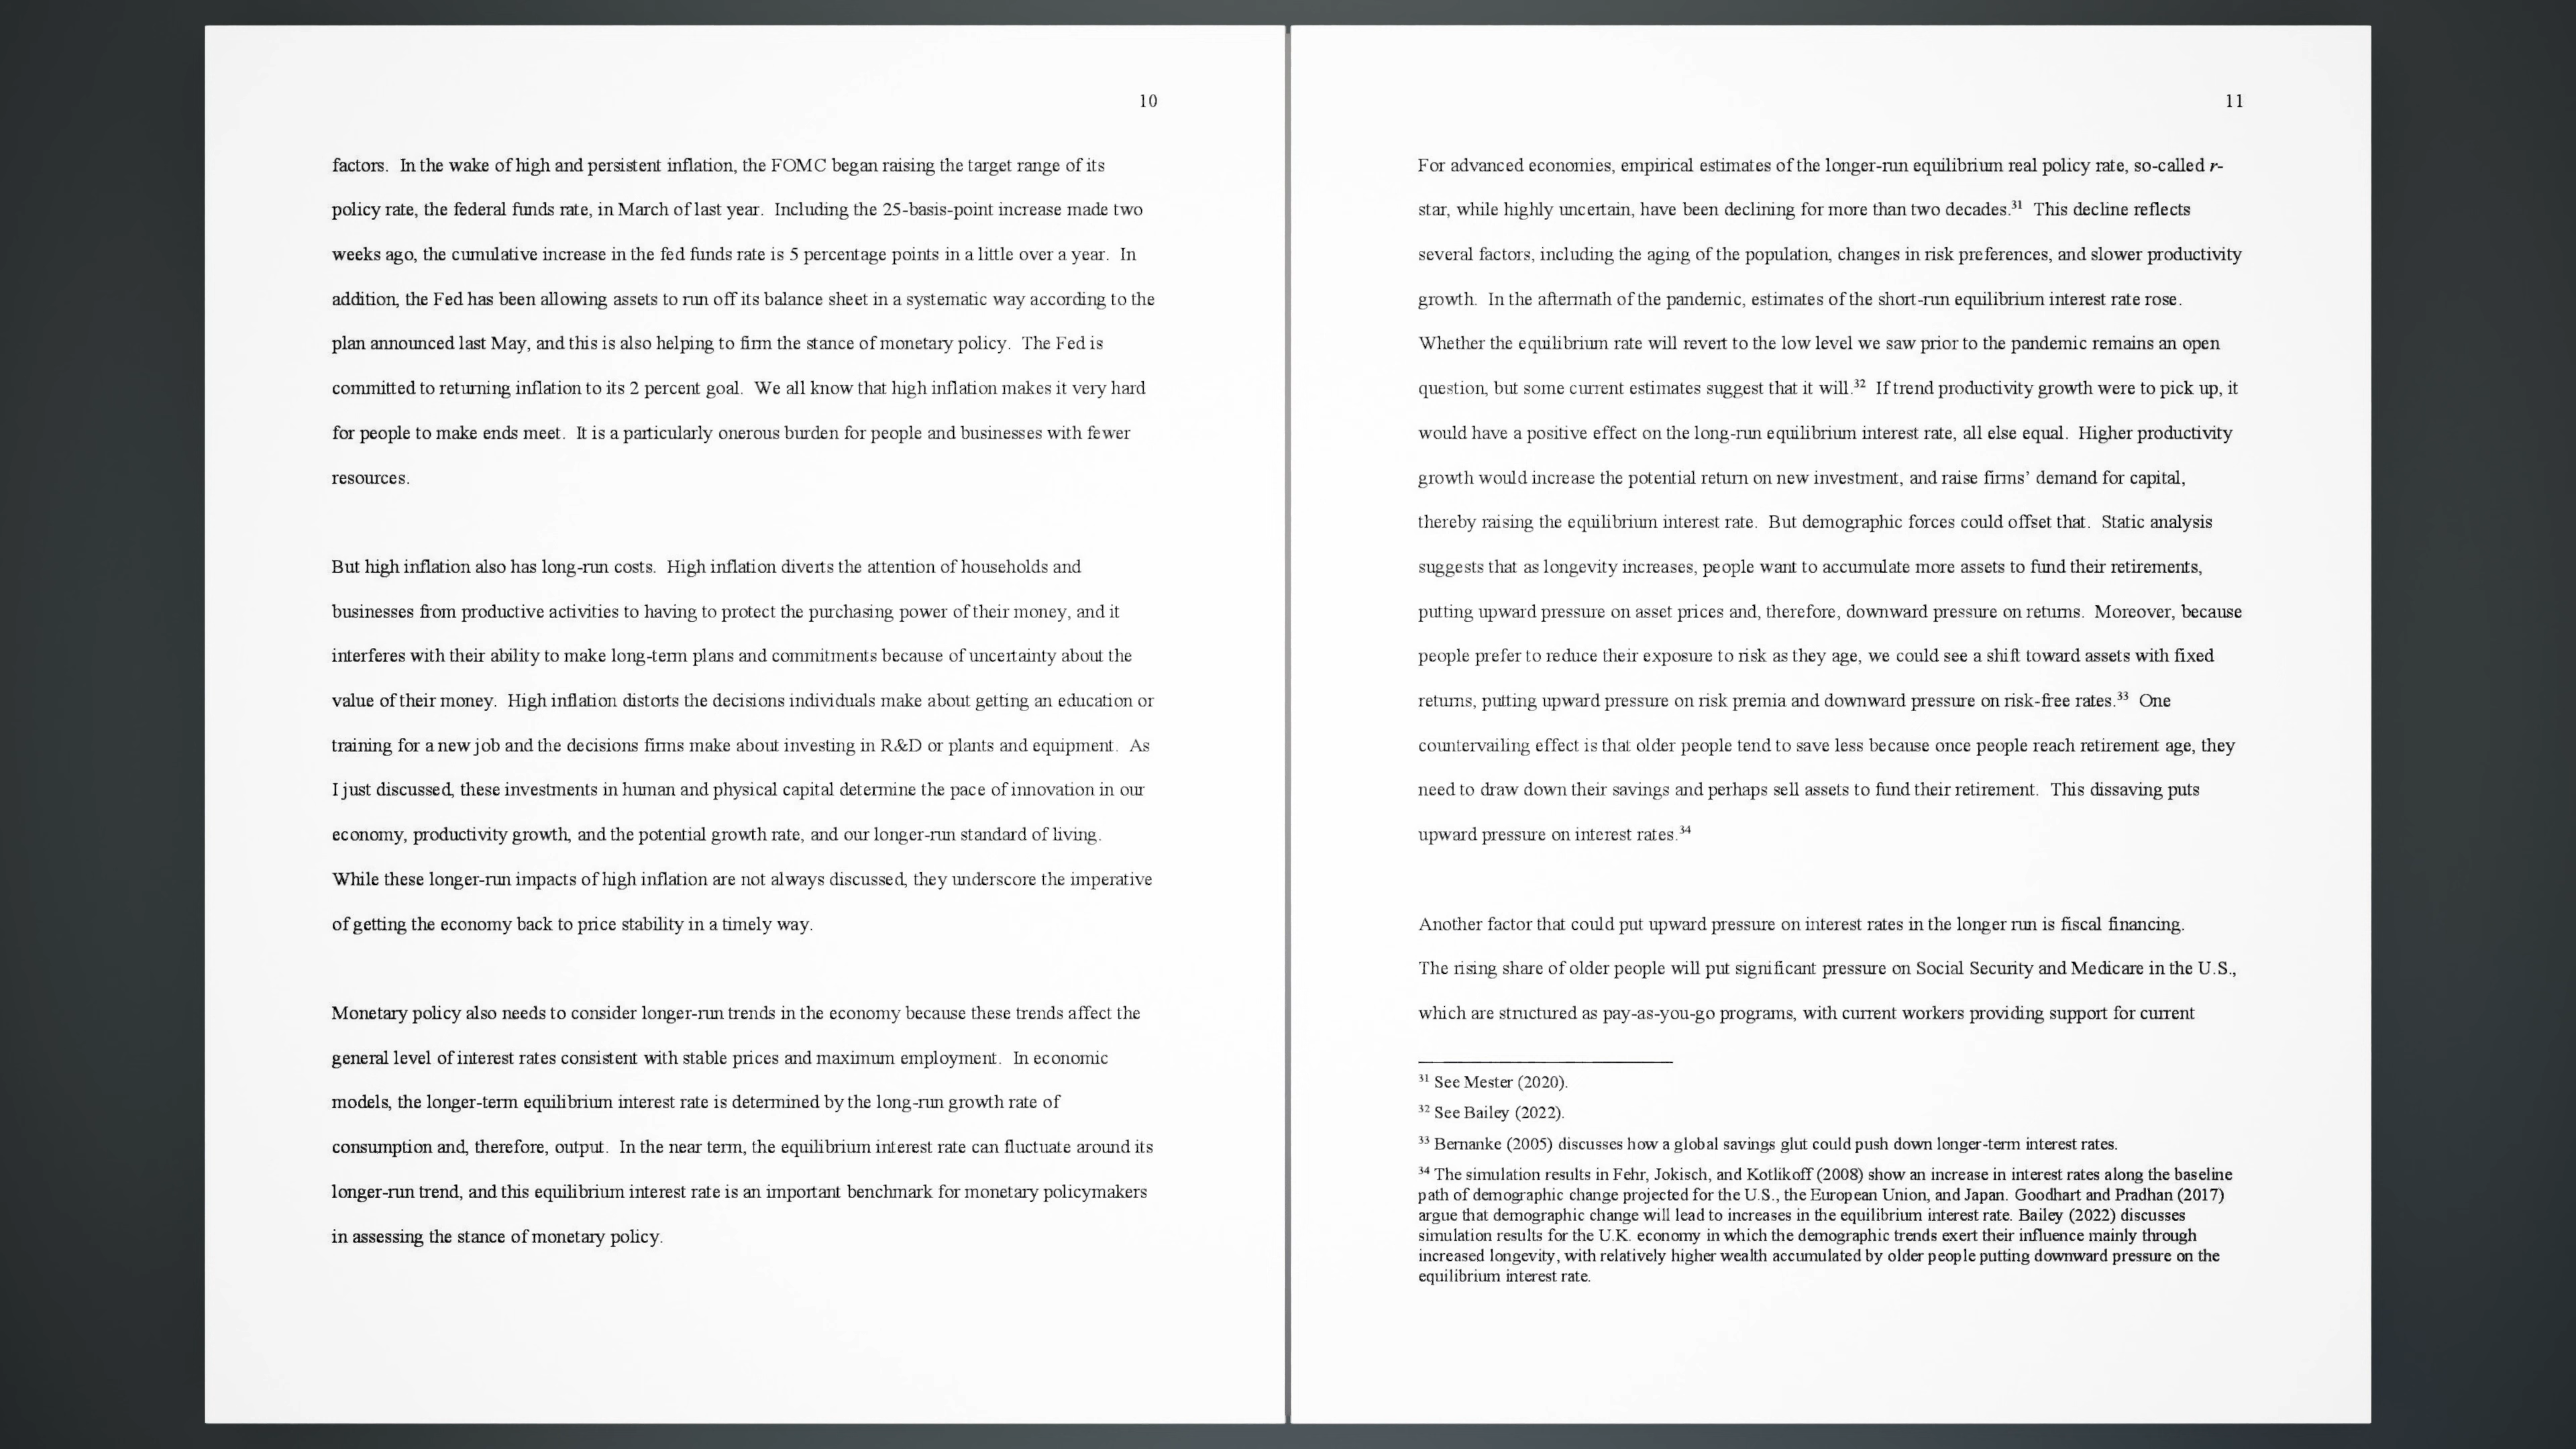 10
factors. In the wake of high and persistent inflation, the FOMC began raising the target range of its
policy rate, the federal funds rate, in March of last year. Including the 25-basis-point increase made two
weeks ago, the cumulative increase in the fed funds rate is 5 percentage points in a little over a year. In
addition, the Fed has been allowing assets to run off its balance sheet in a systematic way according to the
plan announced last May, and this is also helping to firm the stance of monetary policy. The Fed is
committed to returning inflation to its 2 percent goal. We all know that high inflation makes it very hard
for people to make ends meet. It is a particularly onerous burden for people and businesses with fewer
resources.
But high inflation also has long-run costs. High inflation diverts the attention of households and
businesses from productive activities to having to protect the purchasing power of their money, and it
interferes with their ability to make long-term plans and commitments because of uncertainty about the
value of their money. High inflation distorts the decisions individuals make about getting an education or
training for a new job and the decisions firms make about investing in R&D or plants and equipment. As
I just discussed, these investments in human and physical capital determine the pace of innovation in our
economy, productivity growth, and the potential growth rate, and our longer-run standard of living.
While these longer-run impacts of high inflation are not always discussed, they underscore the imperative
of getting the economy back to price stability in a timely way.
Monetary policy also needs to consider longer-run trends in the economy because these trends affect the
general level of interest rates consistent with stable prices and maximum employment. In economic
models, the longer-term equilibrium interest rate is determined by the long-run growth rate of
consumption and, therefore, output. In the near term, the equilibrium interest rate can fluctuate around its
longer-run trend, and this equilibrium interest rate is an important benchmark for monetary policymakers
in assessing the stance of monetary policy.
11
For advanced economies, empirical estimates of the longer-run equilibrium real policy rate, so-called r-
star, while highly uncertain, have been declining for more than two decades.³¹ This decline reflects
several factors, including the aging of the population, changes in risk preferences, and slower productivity
growth. In the aftermath of the pandemic, estimates of the short-run equilibrium interest rate rose.
Whether the equilibrium rate will revert to the low level we saw prior to the pandemic remains an open
question, but some current estimates suggest that it will.³² If trend productivity growth were to pick up, it
would have a positive effect on the long-run equilibrium interest rate, all else equal. Higher productivity
growth would increase the potential return on new investment, and raise firms’ demand for capital,
thereby raising the equilibrium interest rate. But demographic forces could offset that. Static analysis
suggests that as longevity increases, people want to accumulate more assets to fund their retirements,
putting upward pressure on asset prices and, therefore, downward pressure on returns. Moreover, because
people prefer to reduce their exposure to risk as they age, we could see a shift toward assets with fixed
returns, putting upward pressure on risk premia and downward pressure on risk-free rates.³³ One
countervailing effect is that older people tend to save less because once people reach retirement age, they
need to draw down their savings and perhaps sell assets to fund their retirement. This dissaving puts
upward pressure on interest rates.³⁴
Another factor that could put upward pressure on interest rates in the longer run is fiscal financing.
The rising share of older people will put significant pressure on Social Security and Medicare in the U.S.,
which are structured as pay-as-you-go programs, with current workers providing support for current
³¹ See Mester (2020).
³² See Bailey (2022).
³³ Bernanke (2005) discusses how a global savings glut could push down longer-term interest rates.
³⁴ The simulation results in Fehr, Jokisch, and Kotlikoff (2008) show an increase in interest rates along the baseline
path of demographic change projected for the U.S., the European Union, and Japan. Goodhart and Pradhan (2017)
argue that demographic change will lead to increases in the equilibrium interest rate. Bailey (2022) discusses
simulation results for the U.K. economy in which the demographic trends exert their influence mainly through
increased longevity, with relatively higher wealth accumulated by older people putting downward pressure on the
equilibrium interest rate.